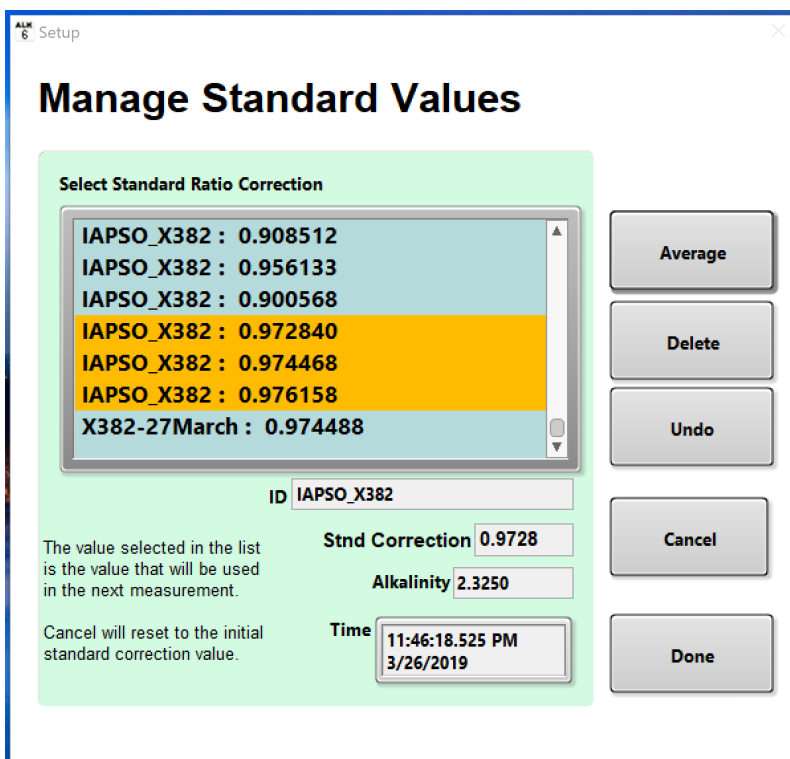 ALK
6
Setup
Manage Standard Values
Select Standard Ratio Correction
IAPSO_X382 : 0.908512
IAPSO_X382 : 0.956133
IAPSO_X382 : 0.900568
IAPSO_X382 : 0.972840
IAPSO_X382 : 0.974468
IAPSO_X382 : 0.976158
X382-27March : 0.974488
ID IAPSO_X382
Stnd Correction 0.9728
Alkalinity 2.3250
Time 11:46:18.525 PM
3/26/2019
The value selected in the list
is the value that will be used
in the next measurement.
Cancel will reset to the initial
standard correction value.
Average
Delete
Undo
Cancel
Done